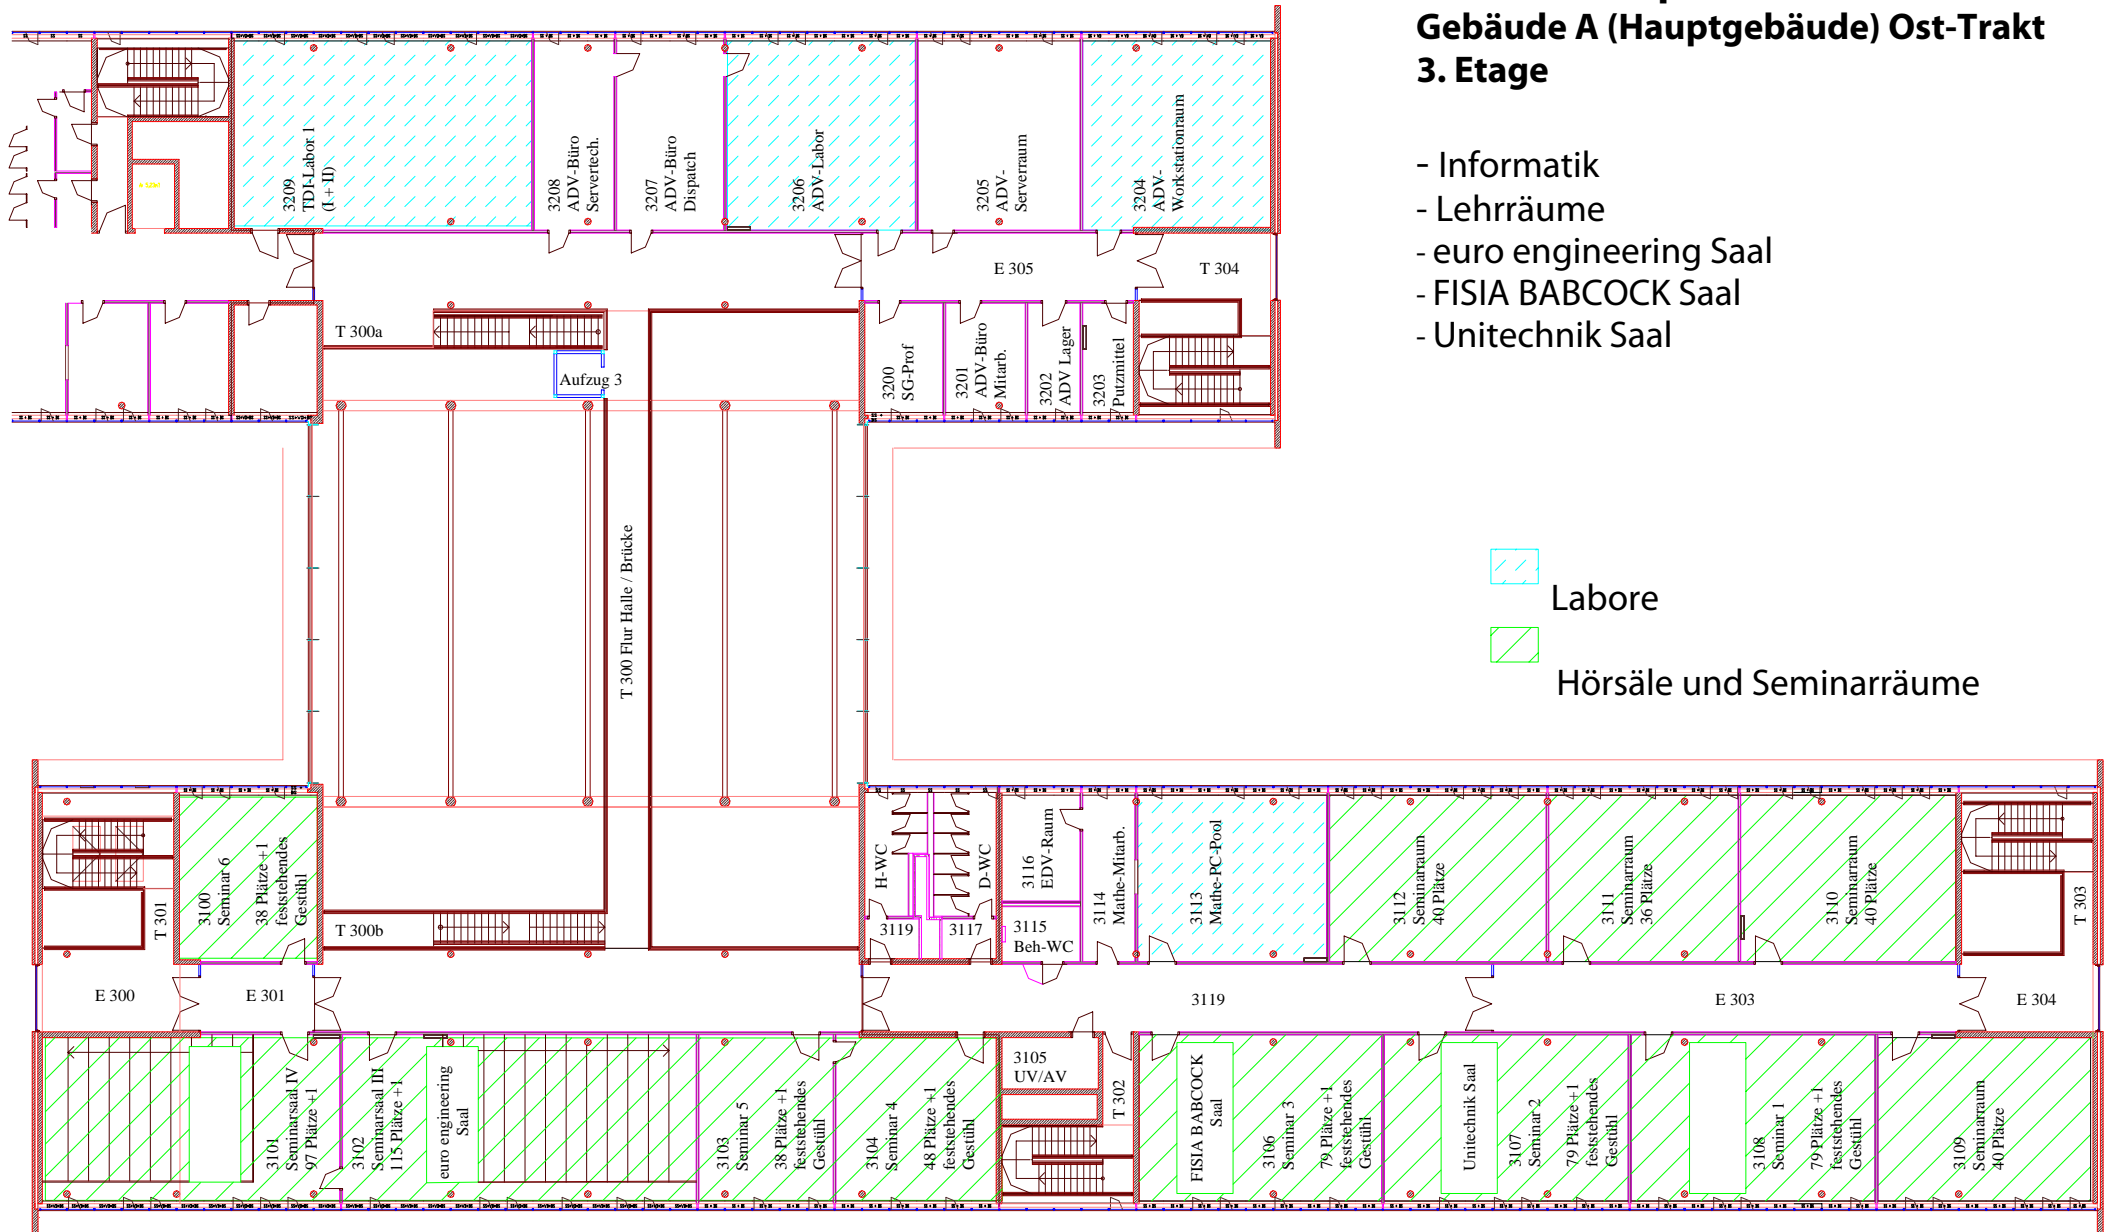 Gebäude A (Hauptgebäude) Ost-Trakt
3. Etage
- Informatik
- Lehrräume
- euro engineering Saal
- FISIA BABCOCK Saal
- Unitechnik Saal
Labore
Hörsäle und Seminarräume
3209
TDI-Labor 1
(I + II)
3208
ADV-Büro
Servertech.
3207
ADV-Büro
Dispatch
3206
ADV-Labor
3205
ADV-
Serverraum
3204
ADV-
Workstationraum
E 305
T 304
T 300a
Aufzug 3
3200
SG-Prof
3201
ADV-Büro
Mitarb.
3202
ADV Lager
3203
Putzmittel
T 300 Flur Halle / Brücke
T 301
3100
Seminar 6
38 Plätze +1
feststehendes
Gestühl
T 300b
H-WC
D-WC
3119
3117
3116
EDV-Raum
3115
Beh-WC
3114
Mathe-Mitarb.
3113
Mathe-PC-Pool
3112
Seminarraum
40 Plätze
3111
Seminarraum
36 Plätze
3110
Seminarraum
40 Plätze
T 303
E 300
E 301
3119
E 303
E 304
3101
Seminarsaal IV
97 Plätze +1
3102
Seminarsaal III
115 Plätze +1
euro engineering
Saal
3103
Seminar 5
38 Plätze +1
feststehendes
Gestühl
3104
Seminar 4
48 Plätze +1
feststehendes
Gestühl
3105
UV/AV
T 302
FISIA BABCOCK
Saal
3106
Seminar 3
79 Plätze +1
feststehendes
Gestühl
Unitechnik Saal
3107
Seminar 2
79 Plätze +1
feststehendes
Gestühl
3108
Seminar 1
79 Plätze +1
feststehendes
Gestühl
3109
Seminarraum
40 Plätze